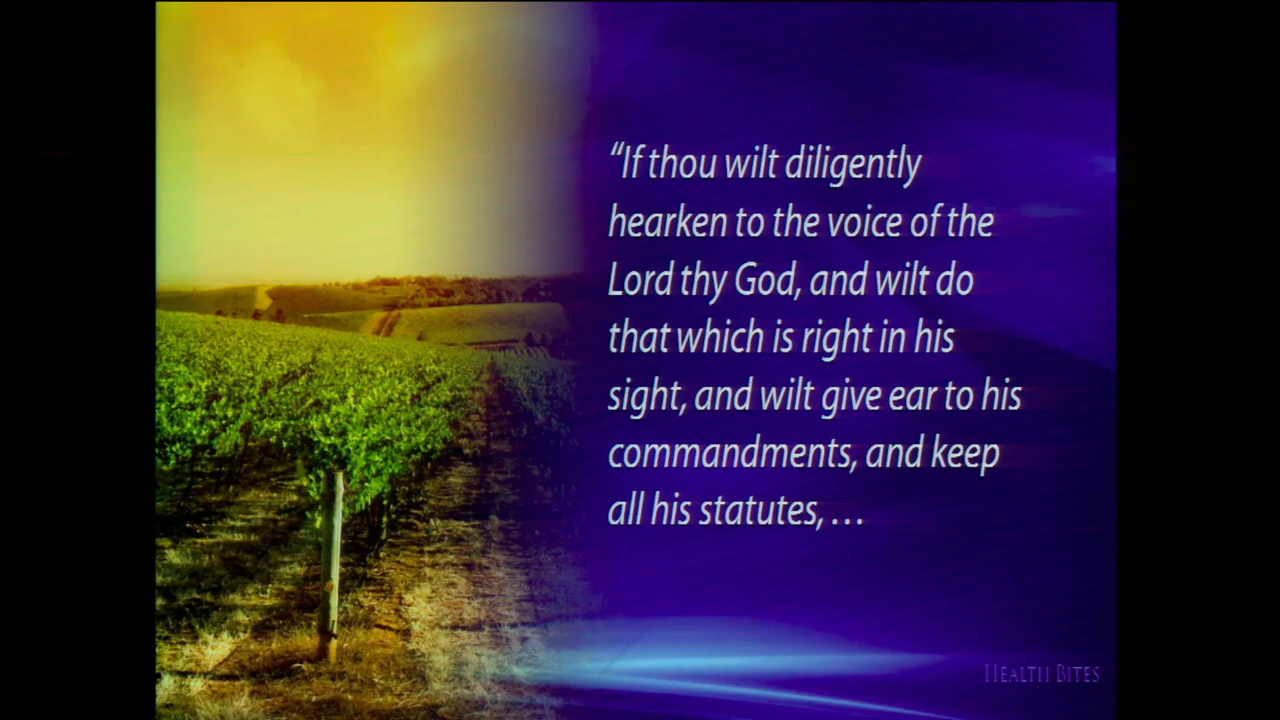 “If thou wilt diligently
hearken to the voice of the
Lord thy God, and wilt do
that which is right in his
sight, and wilt give ear to his
commandments, and keep
all his statutes, …
HEALTH BITES